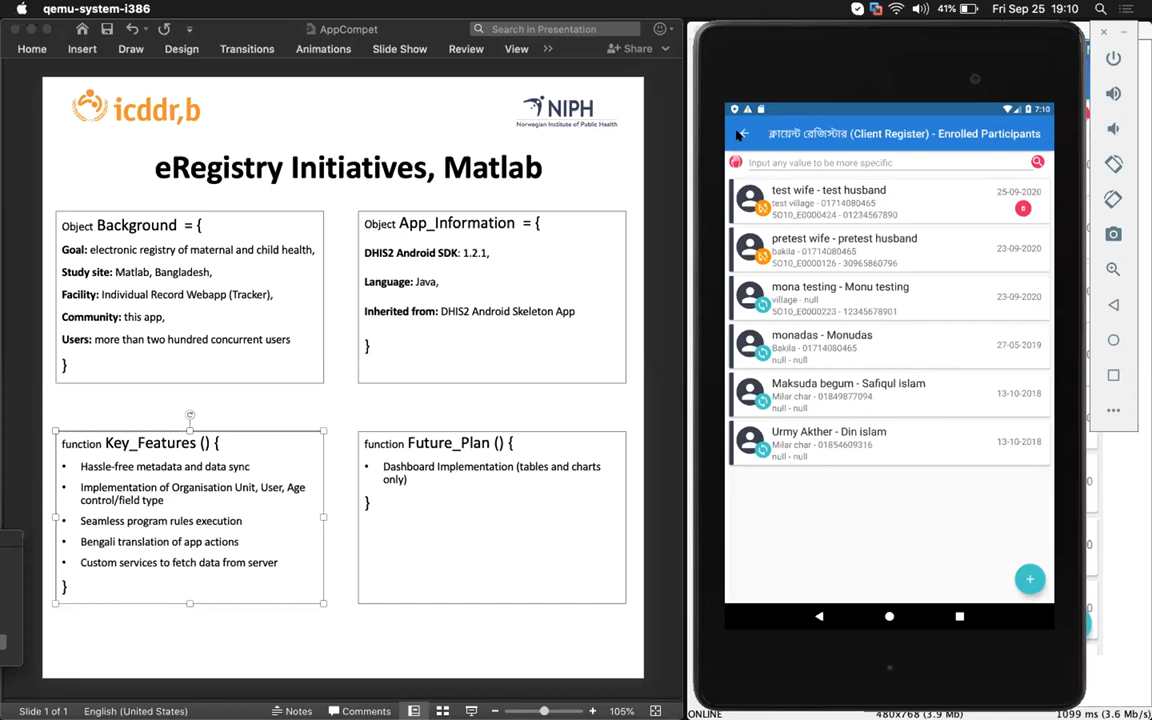 qemu-system-i386
41%
Fri Sep 25 19:10
AppCompet
Search in Presentation
Home Insert Draw Design Transitions Animations Slide Show Review View
Share
icddr,b
NIPH
Norwegian Institute of Public Health
eRegistry Initiatives, Matlab
Object Background = {
Goal: electronic registry of maternal and child health,
Study site: Matlab, Bangladesh,
Facility: Individual Record Webapp (Tracker),
Community: this app,
Users: more than two hundred concurrent users
}
Object App_Information = {
DHIS2 Android SDK: 1.2.1,
Language: Java,
Inherited from: DHIS2 Android Skeleton App
}
function Key_Features () {
• Hassle-free metadata and data sync
• Implementation of Organisation Unit, User, Age
control/field type
• Seamless program rules execution
• Bengali translation of app actions
• Custom services to fetch data from server
}
function Future_Plan () {
• Dashboard Implementation (tables and charts
only)
}
Slide 1 of 1 English (United States) Notes Comments 105%
7:10
ক্লায়েন্ট রেজিস্টার (Client Register) - Enrolled Participants
Input any value to be more specific
test wife - test husband
25-09-2020
test village - 01714080465
5O10_E0000424 - 01234567890
pretest wife - pretest husband
bakila - 01714080465
23-09-2020
5O10_E0000126 - 30965860796
mona testing - Monu testing
village - null
23-09-2020
5O10_E0000223 - 12345678901
monadas - Monudas
Bakila - 01714080465
27-05-2019
null - null
Maksuda begum - Safiqul islam
Milar char - 01849877094
13-10-2018
null - null
Urmy Akther - Din islam
Milar char - 01854609316
13-10-2018
null - null
ONLINE
480x768 (3.9 Mb)
1099 ms (3.6 Mb/s)